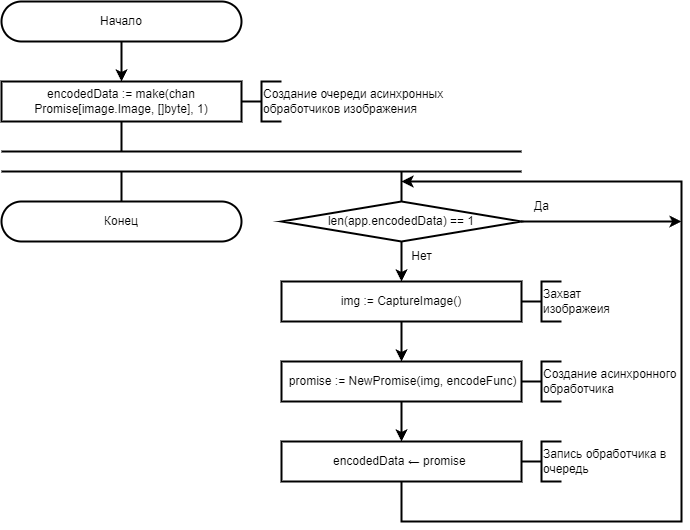 Начало
encodedData := make(chan
Promise[image.Image, []byte], 1)
Создание очереди асинхронных
обработчиков изображения
Конец
len(app.encodedData) == 1
Да
Нет
img := CaptureImage()
Захват
изображеия
promise := NewPromise(img, encodeFunc)
Создание асинхронного
обработчика
encodedData ← promise
Запись обработчика в
очередь